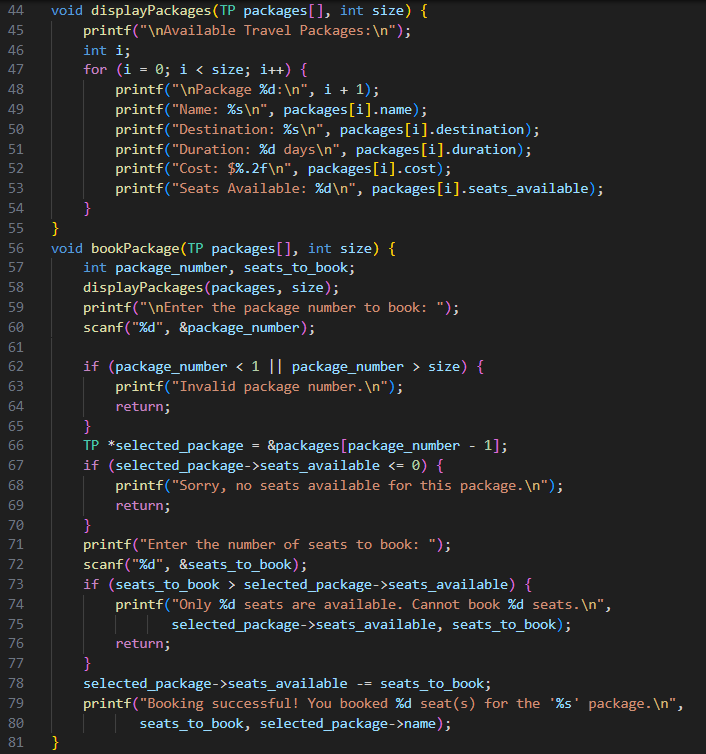 44 void displayPackages(TP packages[], int size) {
45     printf("\nAvailable Travel Packages:\n");
46     int i;
47     for (i = 0; i < size; i++) {
48         printf("\nPackage %d:\n", i + 1);
49         printf("Name: %s\n", packages[i].name);
50         printf("Destination: %s\n", packages[i].destination);
51         printf("Duration: %d days\n", packages[i].duration);
52         printf("Cost: $%.2f\n", packages[i].cost);
53         printf("Seats Available: %d\n", packages[i].seats_available);
54     }
55 }
56 void bookPackage(TP packages[], int size) {
57     int package_number, seats_to_book;
58     displayPackages(packages, size);
59     printf("\nEnter the package number to book: ");
60     scanf("%d", &package_number);
61
62     if (package_number < 1 || package_number > size) {
63         printf("Invalid package number.\n");
64         return;
65     }
66     TP *selected_package = &packages[package_number - 1];
67     if (selected_package->seats_available <= 0) {
68         printf("Sorry, no seats available for this package.\n");
69         return;
70     }
71     printf("Enter the number of seats to book: ");
72     scanf("%d", &seats_to_book);
73     if (seats_to_book > selected_package->seats_available) {
74         printf("Only %d seats are available. Cannot book %d seats.\n",
75                selected_package->seats_available, seats_to_book);
76         return;
77     }
78     selected_package->seats_available -= seats_to_book;
79     printf("Booking successful! You booked %d seat(s) for the '%s' package.\n",
80            seats_to_book, selected_package->name);
81 }